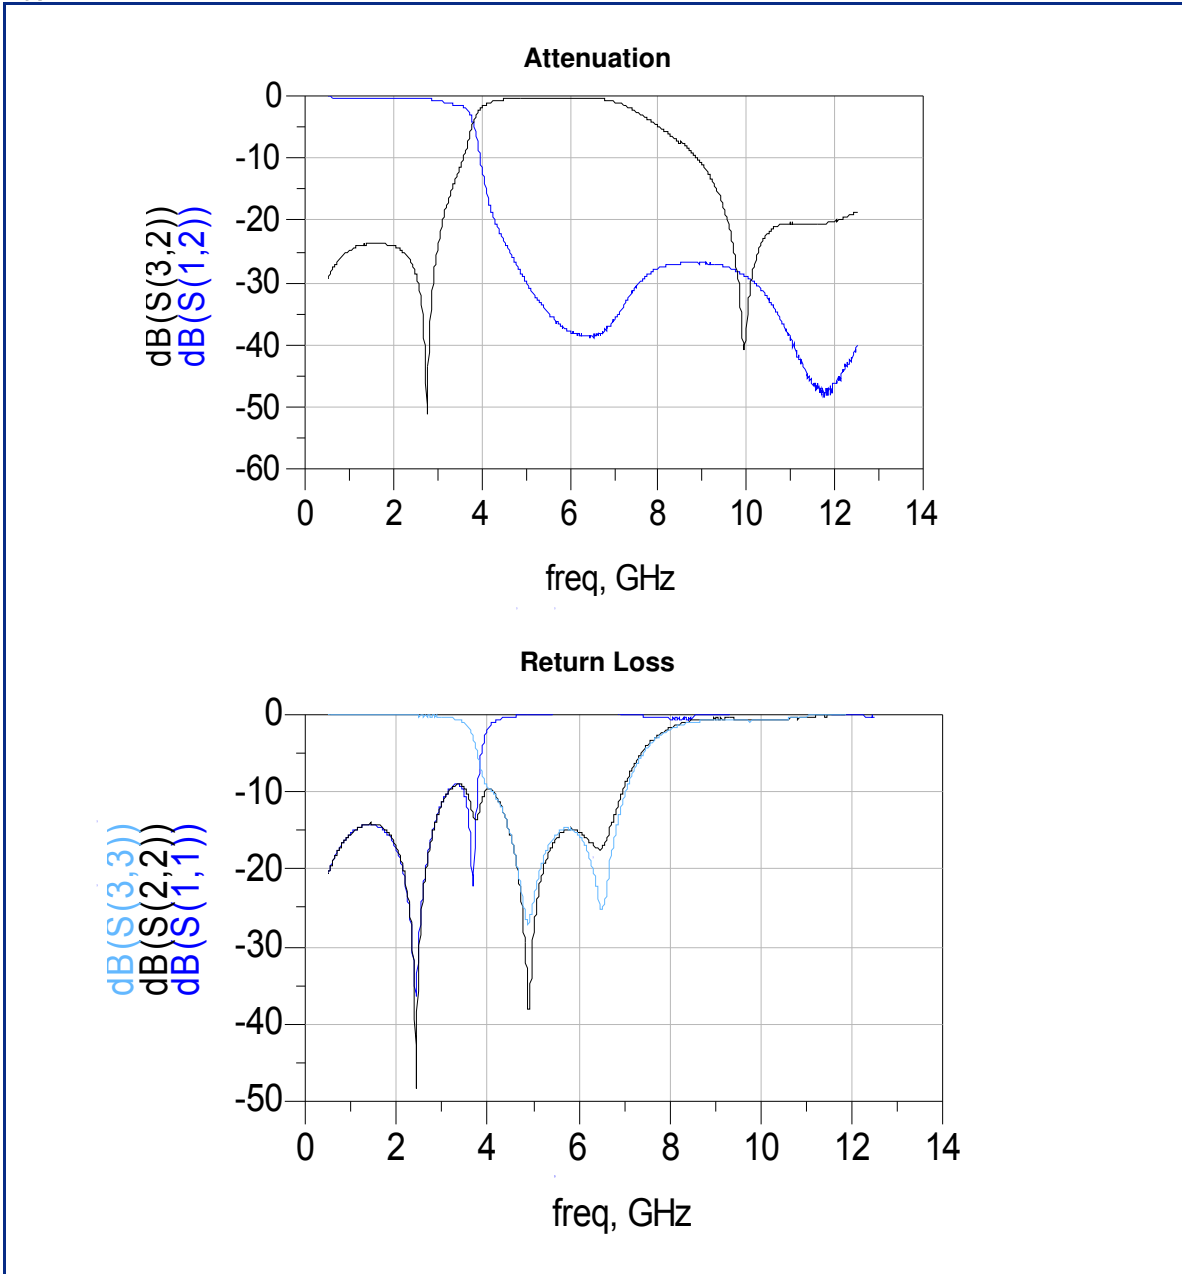 Attenuation
0
-10
-20
-30
-40
-50
-60
dB(S(3,2))
dB(S(1,2))
0 2 4 6 8 10 12 14
freq, GHz
Return Loss
0
-10
-20
-30
-40
-50
dB(S(3,3))
dB(S(2,2))
dB(S(1,1))
0 2 4 6 8 10 12 14
freq, GHz